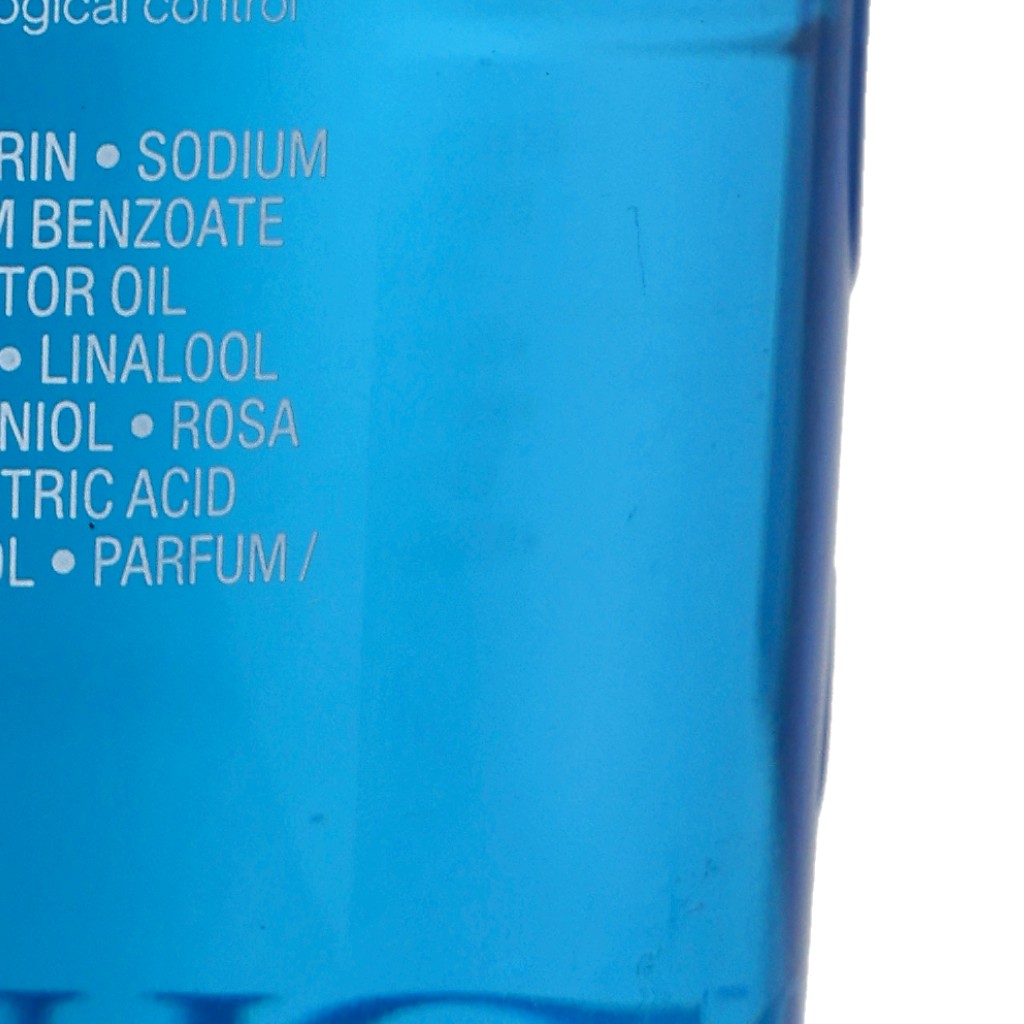 ogical control
RIN • SODIUM
M BENZOATE
TOR OIL
• LINALOOL
NIOL • ROSA
TRIC ACID
OL • PARFUM /